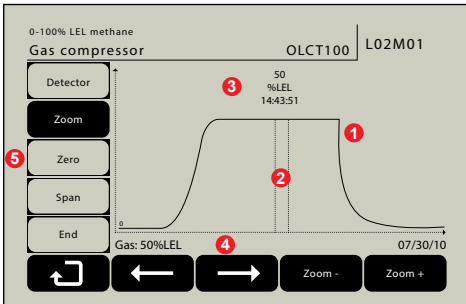 0-100% LEL methane
Gas compressor OLCT100 L02M01
50
%LEL
14:43:51
3
Detector
Zoom
1
Zero
5
2
Span
End
0
Gas: 50%LEL 4 07/30/10
Zoom - Zoom +